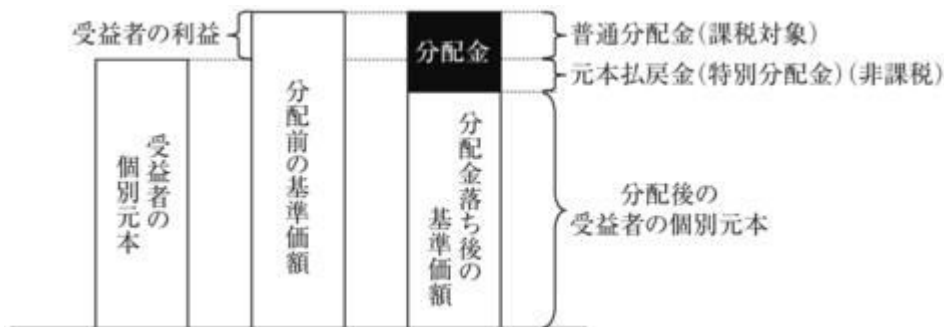 受益者の利益
分配金
普通分配金(課税対象)
元本払戻金(特別分配金)(非課税)
受益者の
個別元本
分配前の基準価額
分配金落ち後の
基準価額
分配後の
受益者の個別元本